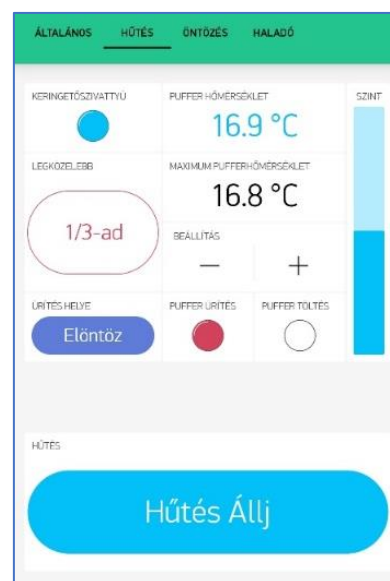 ÁLTALÁNOS HŰTÉS ÖNTÖZÉS HALADÓ
KERINGETŐSZIVATTYÚ PUFFER HŐMÉRSÉKLET SZINT
16.9 °C
LEGKÖZELEBB MAXIMUM PUFFERHŐMÉRSÉKLET
16.8 °C
1/3-ad BEÁLLÍTÁS
— +
ÜRÍTÉS HELYE PUFFER ÜRÍTÉS PUFFER TÖLTÉS
Elöntöz
HŰTÉS
Hűtés Állj